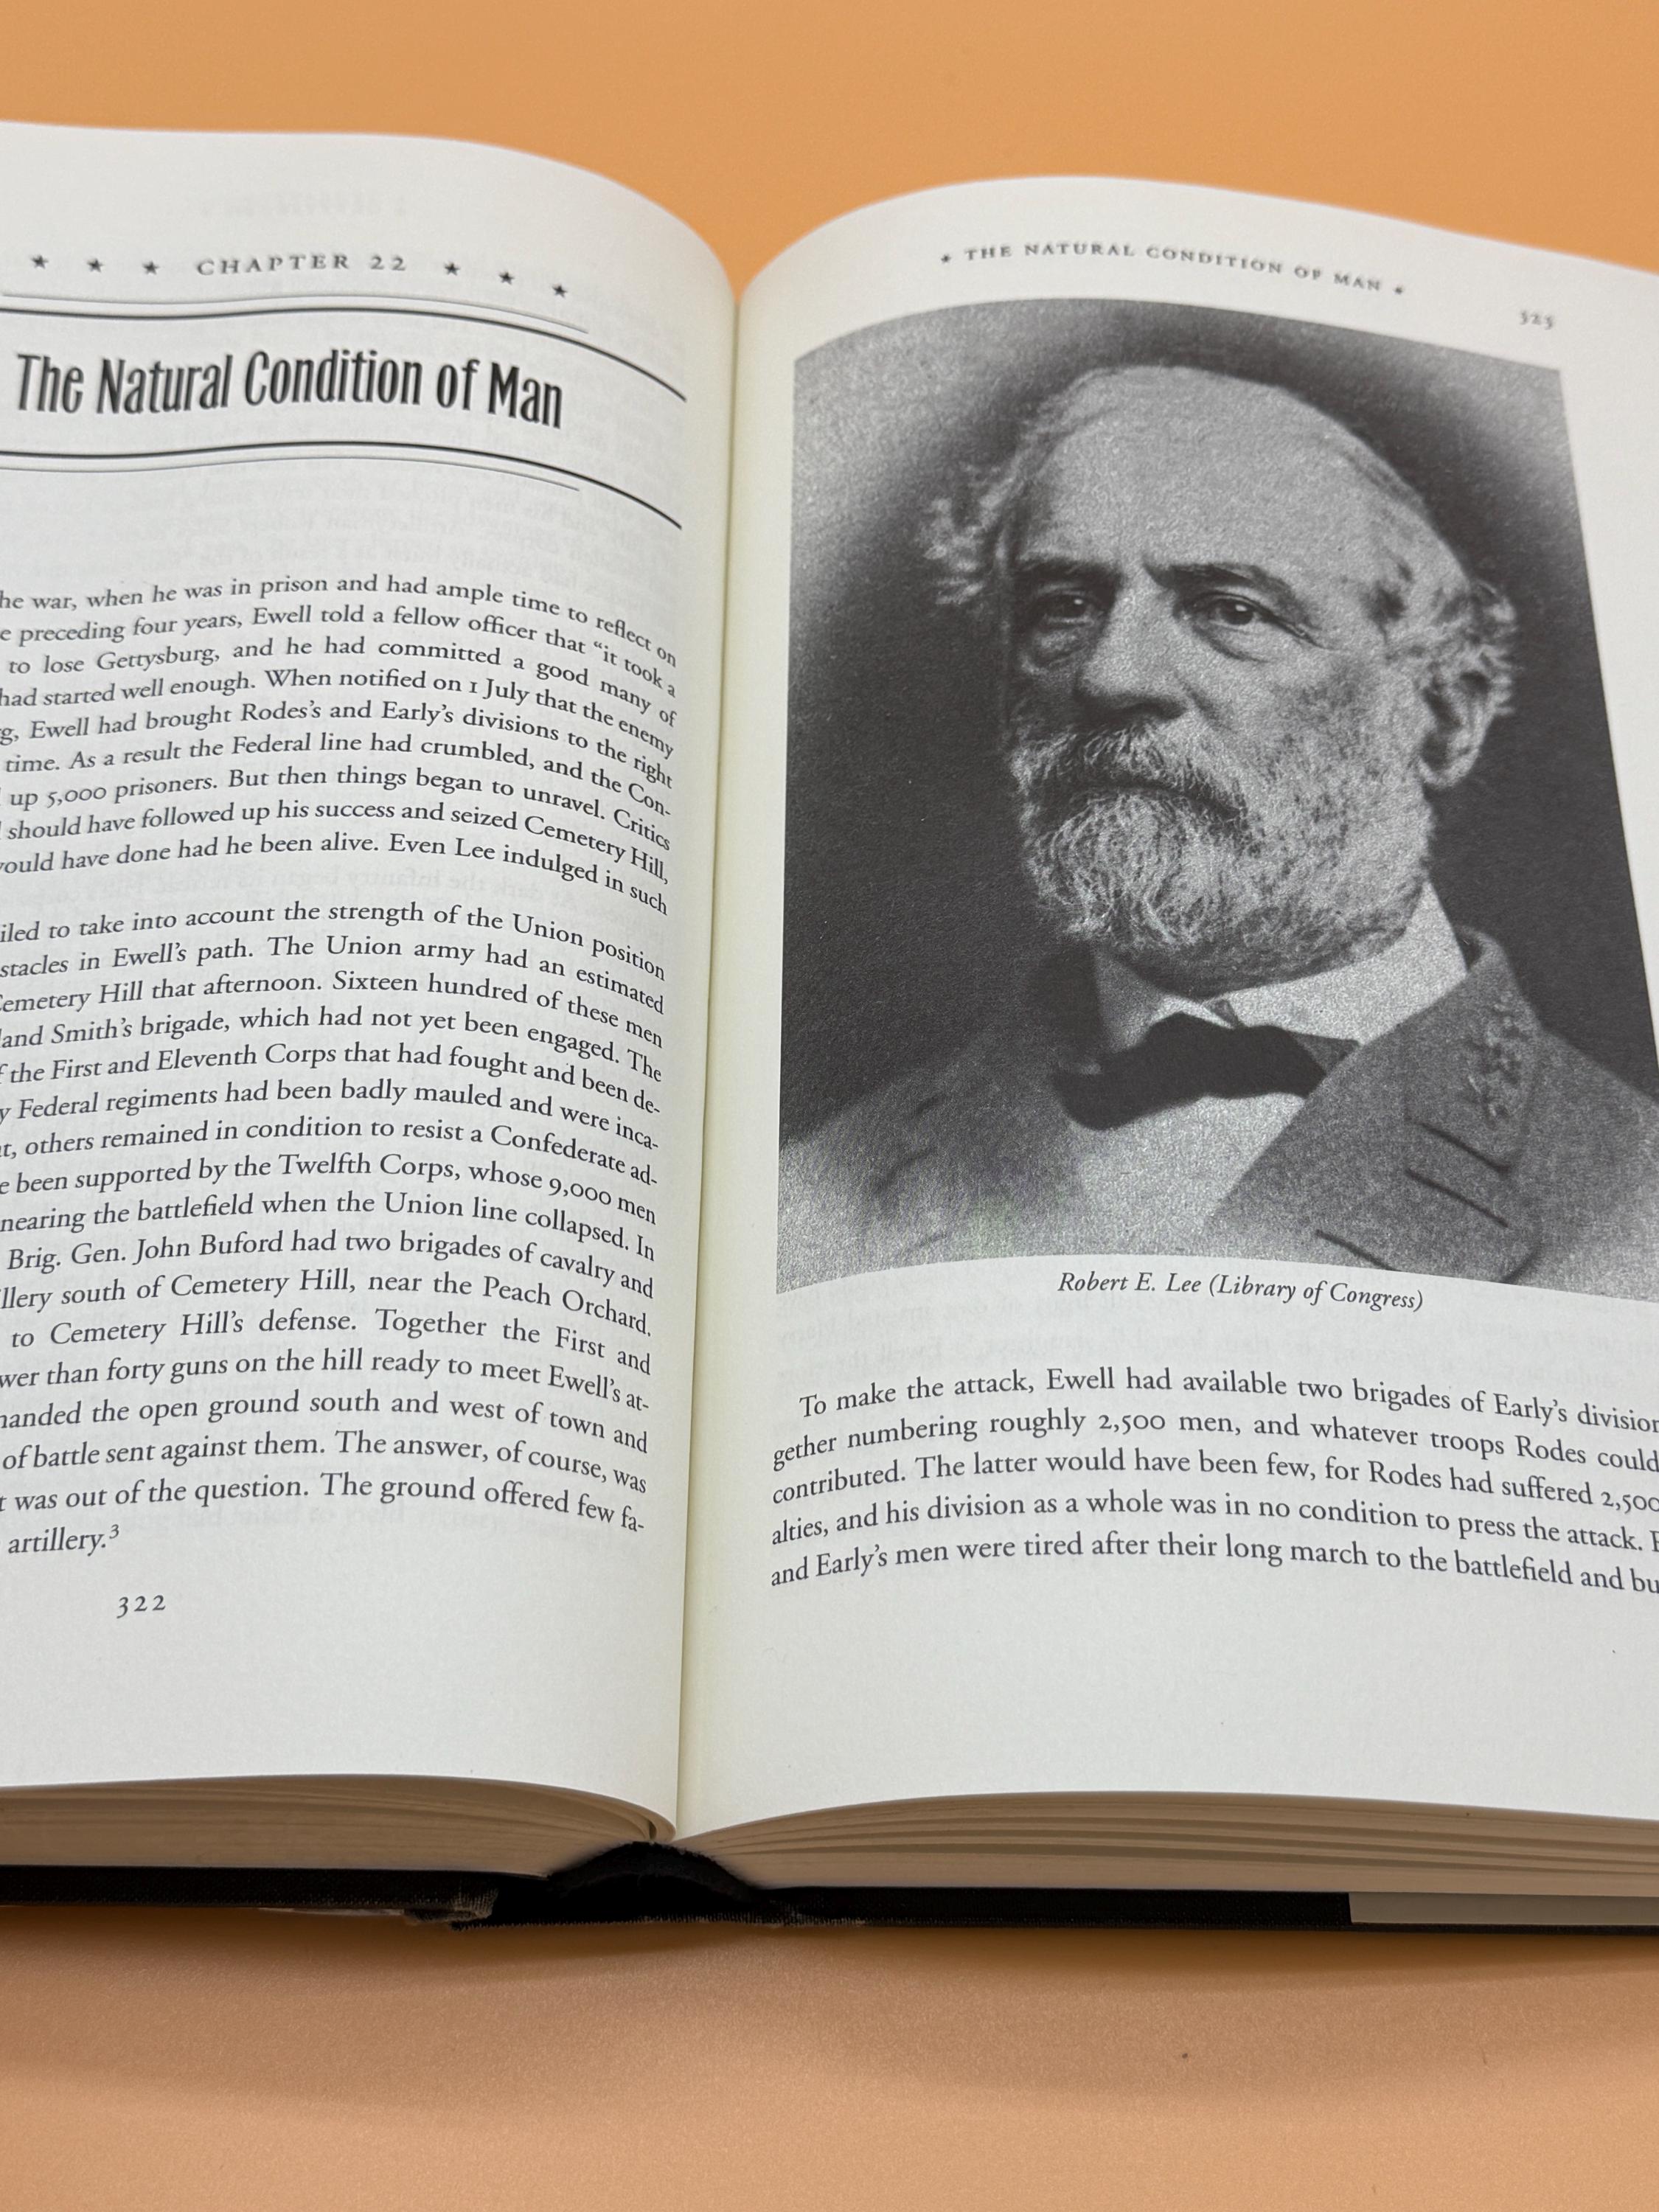 ★ ★ ★ CHAPTER 22 ★ ★ ★
The Natural Condition of Man
he war, when he was in prison and had ample time to reflect on
e preceding four years, Ewell told a fellow officer that “it took a
to lose Gettysburg, and he had committed a good many of
had started well enough. When notified on 1 July that the enemy
g, Ewell had brought Rodes’s and Early’s divisions to the right
time. As a result the Federal line had crumbled, and the Con-
up 5,000 prisoners. But then things began to unravel. Critics
should have followed up his success and seized Cemetery Hill,
ould have done had he been alive. Even Lee indulged in such
iled to take into account the strength of the Union position
stacles in Ewell’s path. The Union army had an estimated
Cemetery Hill that afternoon. Sixteen hundred of these men
land Smith’s brigade, which had not yet been engaged. The
f the First and Eleventh Corps that had fought and been de-
y Federal regiments had been badly mauled and were inca-
t, others remained in condition to resist a Confederate ad-
e been supported by the Twelfth Corps, whose 9,000 men
nearing the battlefield when the Union line collapsed. In
Brig. Gen. John Buford had two brigades of cavalry and
llery south of Cemetery Hill, near the Peach Orchard.
to Cemetery Hill’s defense. Together the First and
wer than forty guns on the hill ready to meet Ewell’s at-
handed the open ground south and west of town and
of battle sent against them. The answer, of course, was
t was out of the question. The ground offered few fa-
artillery.³
322
★ THE NATURAL CONDITION OF MAN ★
Robert E. Lee (Library of Congress)
To make the attack, Ewell had available two brigades of Early’s division
gether numbering roughly 2,500 men, and whatever troops Rodes could
contributed. The latter would have been few, for Rodes had suffered 2,500
alties, and his division as a whole was in no condition to press the attack.
and Early’s men were tired after their long march to the battlefield and bu